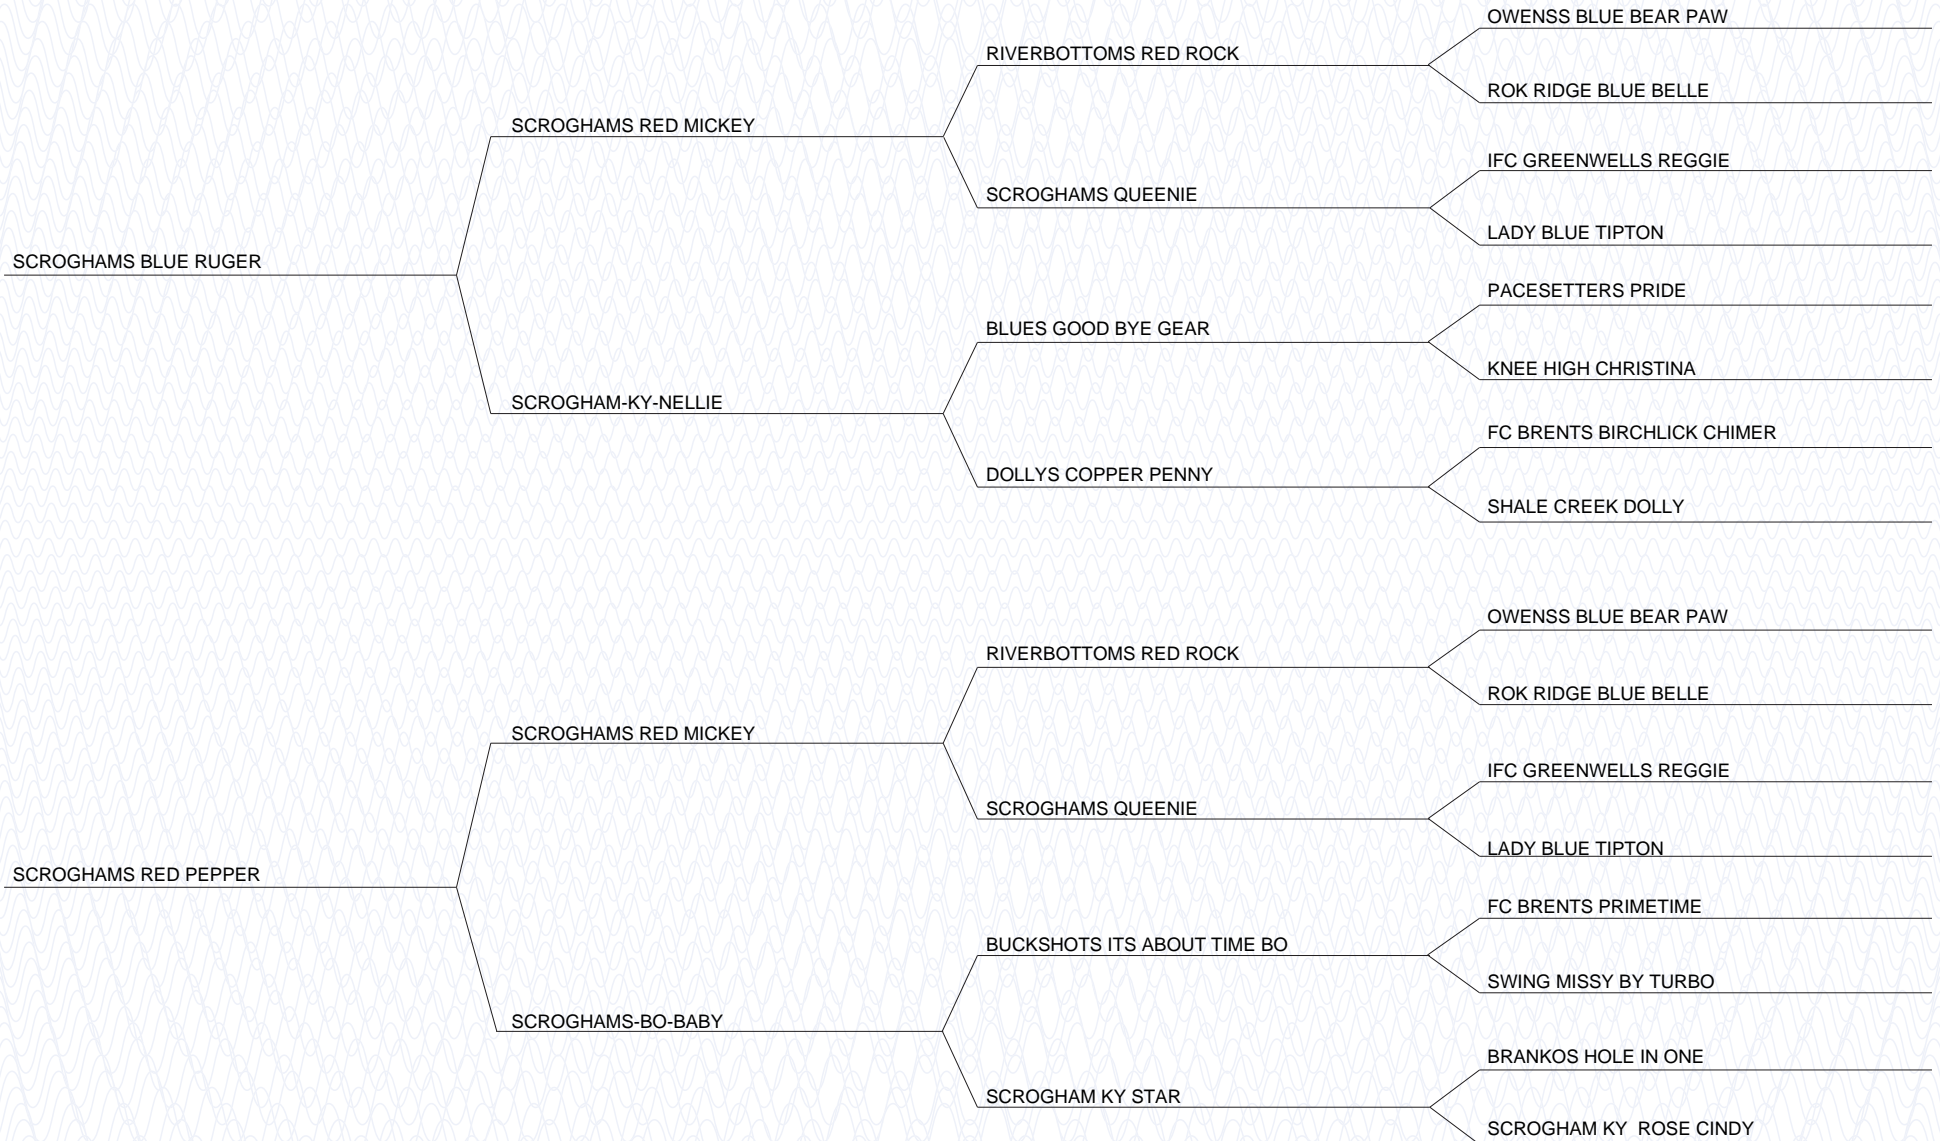 OWENSS BLUE BEAR PAW
RIVERBOTTOMS RED ROCK
ROK RIDGE BLUE BELLE
SCROGHAMS RED MICKEY
IFC GREENWELLS REGGIE
SCROGHAMS QUEENIE
LADY BLUE TIPTON
SCROGHAMS BLUE RUGER
PACESETTERS PRIDE
BLUES GOOD BYE GEAR
KNEE HIGH CHRISTINA
SCROGHAM-KY-NELLIE
FC BRENTS BIRCHLICK CHIMER
DOLLYS COPPER PENNY
SHALE CREEK DOLLY
OWENSS BLUE BEAR PAW
RIVERBOTTOMS RED ROCK
ROK RIDGE BLUE BELLE
SCROGHAMS RED MICKEY
IFC GREENWELLS REGGIE
SCROGHAMS QUEENIE
LADY BLUE TIPTON
SCROGHAMS RED PEPPER
FC BRENTS PRIMETIME
BUCKSHOTS ITS ABOUT TIME BO
SWING MISSY BY TURBO
SCROGHAMS-BO-BABY
BRANKOS HOLE IN ONE
SCROGHAM KY STAR
SCROGHAM KY  ROSE CINDY